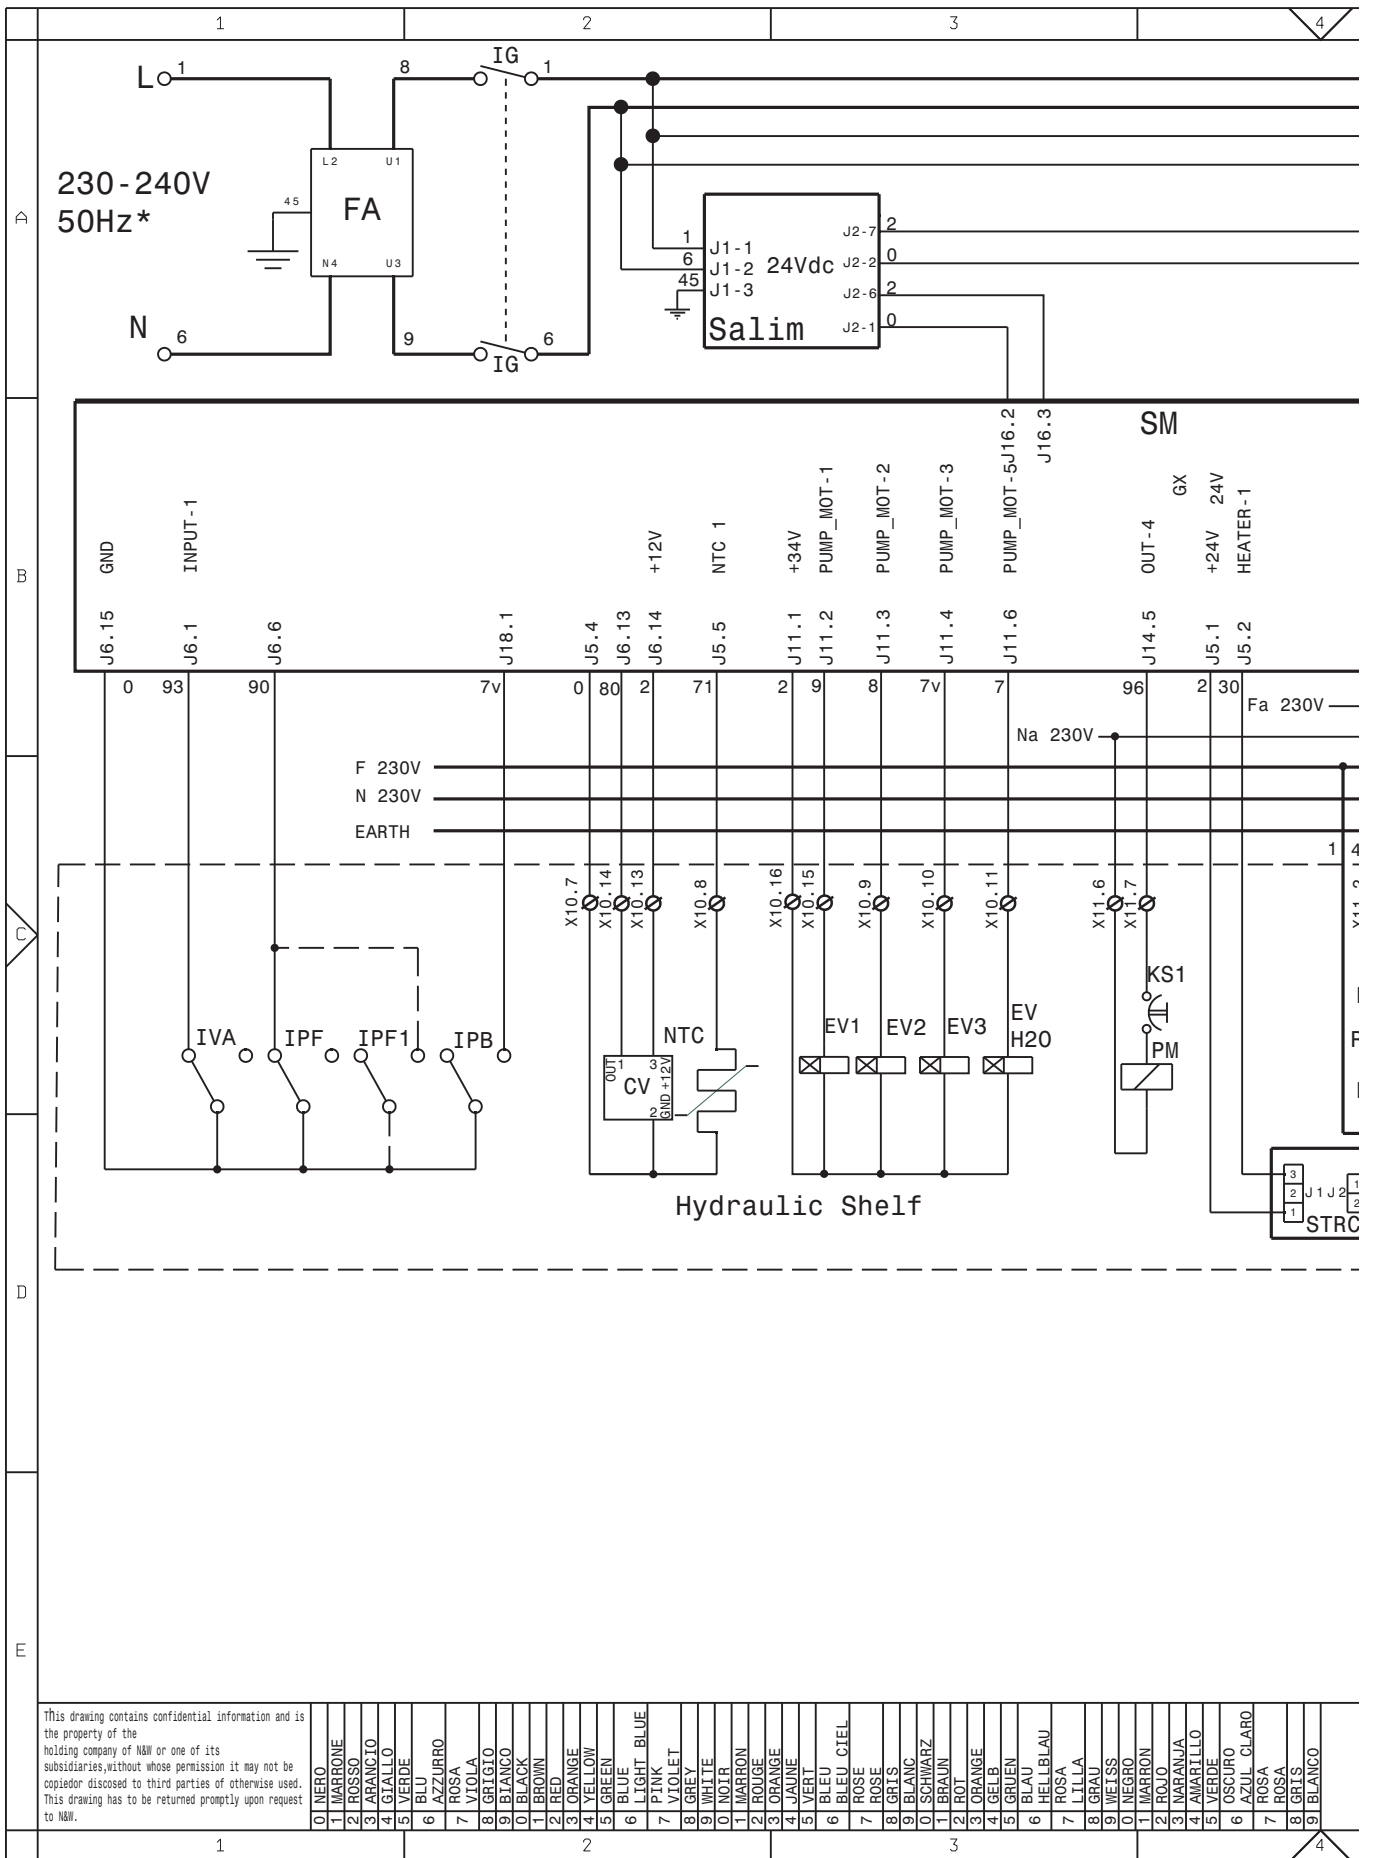 1 2 3 4
L 1 8 IG 1
L2 U1
230-240V
50Hz*
45
FA
A
N4 U3
N 6 9 6
IG
1 J1-1
6 J1-2
45 J1-3
24Vdc
Salim
J2-7 2
J2-2 0
J2-6 2
J2-1 0
SM
J16.2
J16.3
B
GND
INPUT-1
+12V
NTC 1
+34V
PUMP_MOT-1
PUMP_MOT-2
PUMP_MOT-3
PUMP_MOT-5
OUT-4
GX
+24V
24V
HEATER-1
J6.15
J6.1
J6.6
J18.1
J5.4
J6.13
J6.14
J5.5
J11.1
J11.2
J11.3
J11.4
J11.6
J14.5
J5.1
J5.2
0 93 90 7v 0 80 2 71 2 9 8 7v 7 96 2 30
Fa 230V
Na 230V
F 230V
N 230V
EARTH
1 4
X10.7
X10.14
X10.13
X10.8
X10.16
X10.15
X10.9
X10.10
X10.11
X11.6
X11.7
C
KS1
PM
IVA IPF IPF1 IPB
NTC
OUT 1 3 +12V
CV
2 GND
EV1 EV2 EV3
EV
H2O
Hydraulic Shelf
3
2
1
J1 J2
1
2
STRC
D
E
This drawing contains confidential information and is
the property of the
holding company of N&W or one of its
subsidiaries,without whose permission it may not be
copiedor discosed to third parties of otherwise used.
This drawing has to be returned promptly upon request
to N&W.
0 NERO
1 MARRONE
2 ROSSO
3 ARANCIO
4 GIALLO
5 VERDE
6 BLU
AZZURRO
7 ROSA
VIOLA
8 GRIGIO
9 BIANCO
0 BLACK
1 BROWN
2 RED
3 ORANGE
4 YELLOW
5 GREEN
6 BLUE
LIGHT BLUE
7 PINK
VIOLET
8 GREY
9 WHITE
0 NOIR
1 MARRON
2 ROUGE
3 ORANGE
4 JAUNE
5 VERT
6 BLEU
BLEU CIEL
7 ROSE
ROSE
8 GRIS
9 BLANC
0 SCHWARZ
1 BRAUN
2 ROT
3 ORANGE
4 GELB
5 GRUEN
6 BLAU
HELLBLAU
7 ROSA
LILLA
8 GRAU
9 WEISS
0 NEGRO
1 MARRON
2 ROJO
3 NARANJA
4 AMARILLO
5 VERDE
6 OSCURO
AZUL CLARO
7 ROSA
ROSA
8 GRIS
9 BLANCO
1 2 3 4